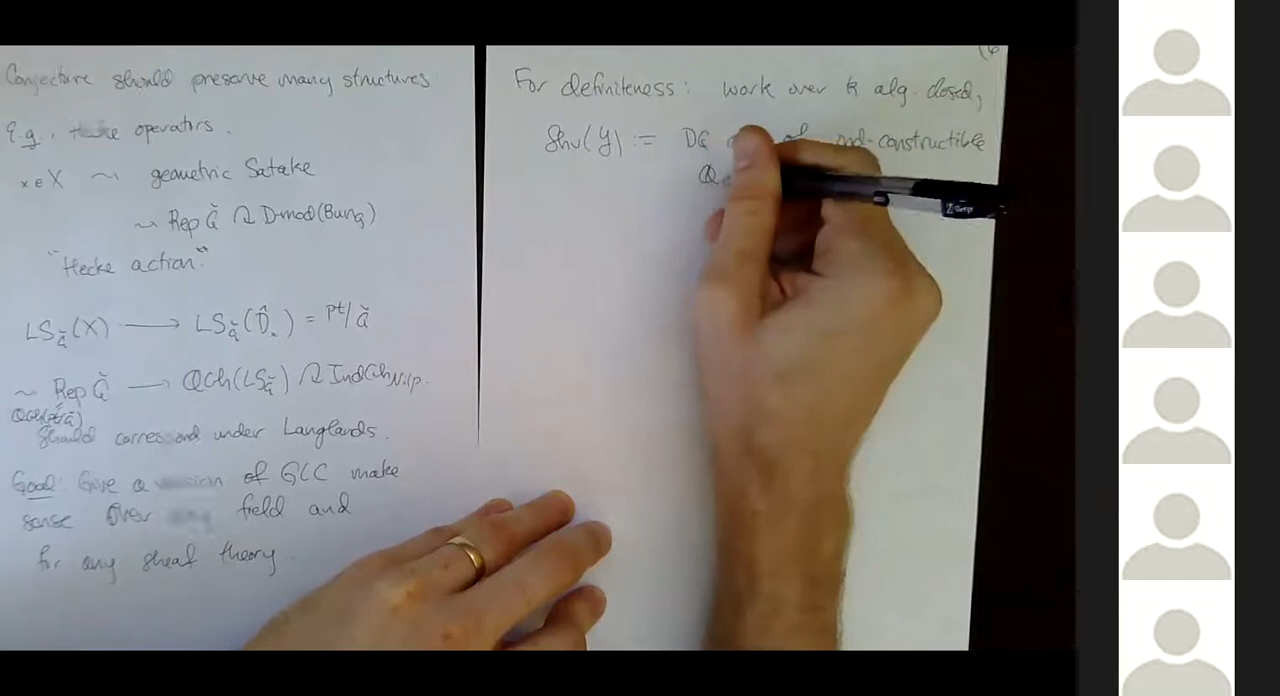 Conjecture should preserve many structures
E.g. operators.
x ∈ X ⤳ geometric Satake
⤳ Rep Ǧ ↷ D-mod(Bun_G)
"Hecke action"
LS_Ǧ(X) ⟶ LS_Ǧ(D̂_x) = pt/Ǧ
⤳ Rep Ǧ ⟶ QCoh(LS_Ǧ) ↷ IndCoh_Nilp.
should correspond under Langlands.
Goal: Give a of GLC make
sense over field and
for any sheaf theory
For definiteness: work over k alg. closed,
Shv(Y) := DG of ind-constructible